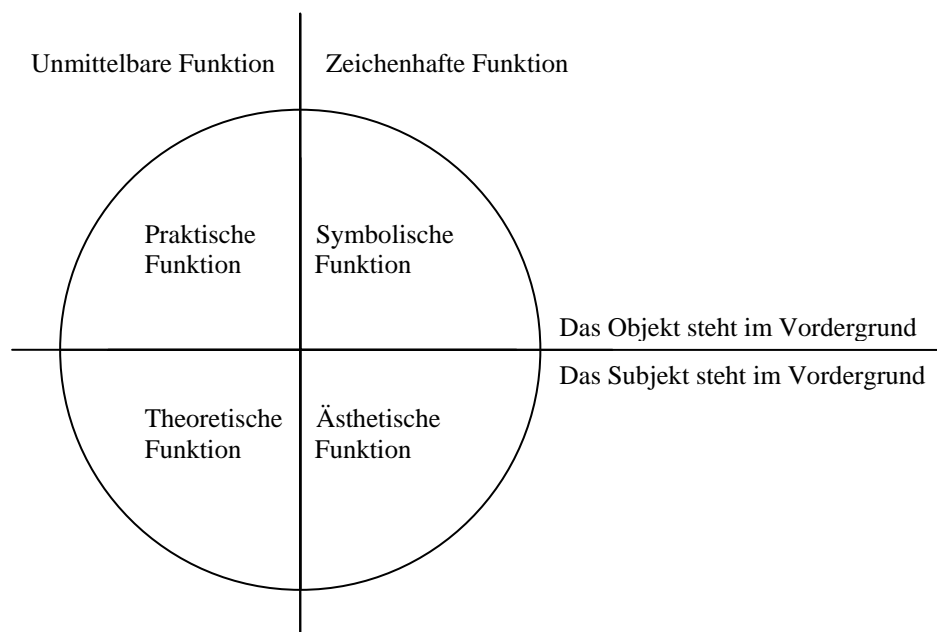 Unmittelbare Funktion
Zeichenhafte Funktion
Praktische
Funktion
Symbolische
Funktion
Das Objekt steht im Vordergrund
Das Subjekt steht im Vordergrund
Theoretische
Funktion
Ästhetische
Funktion